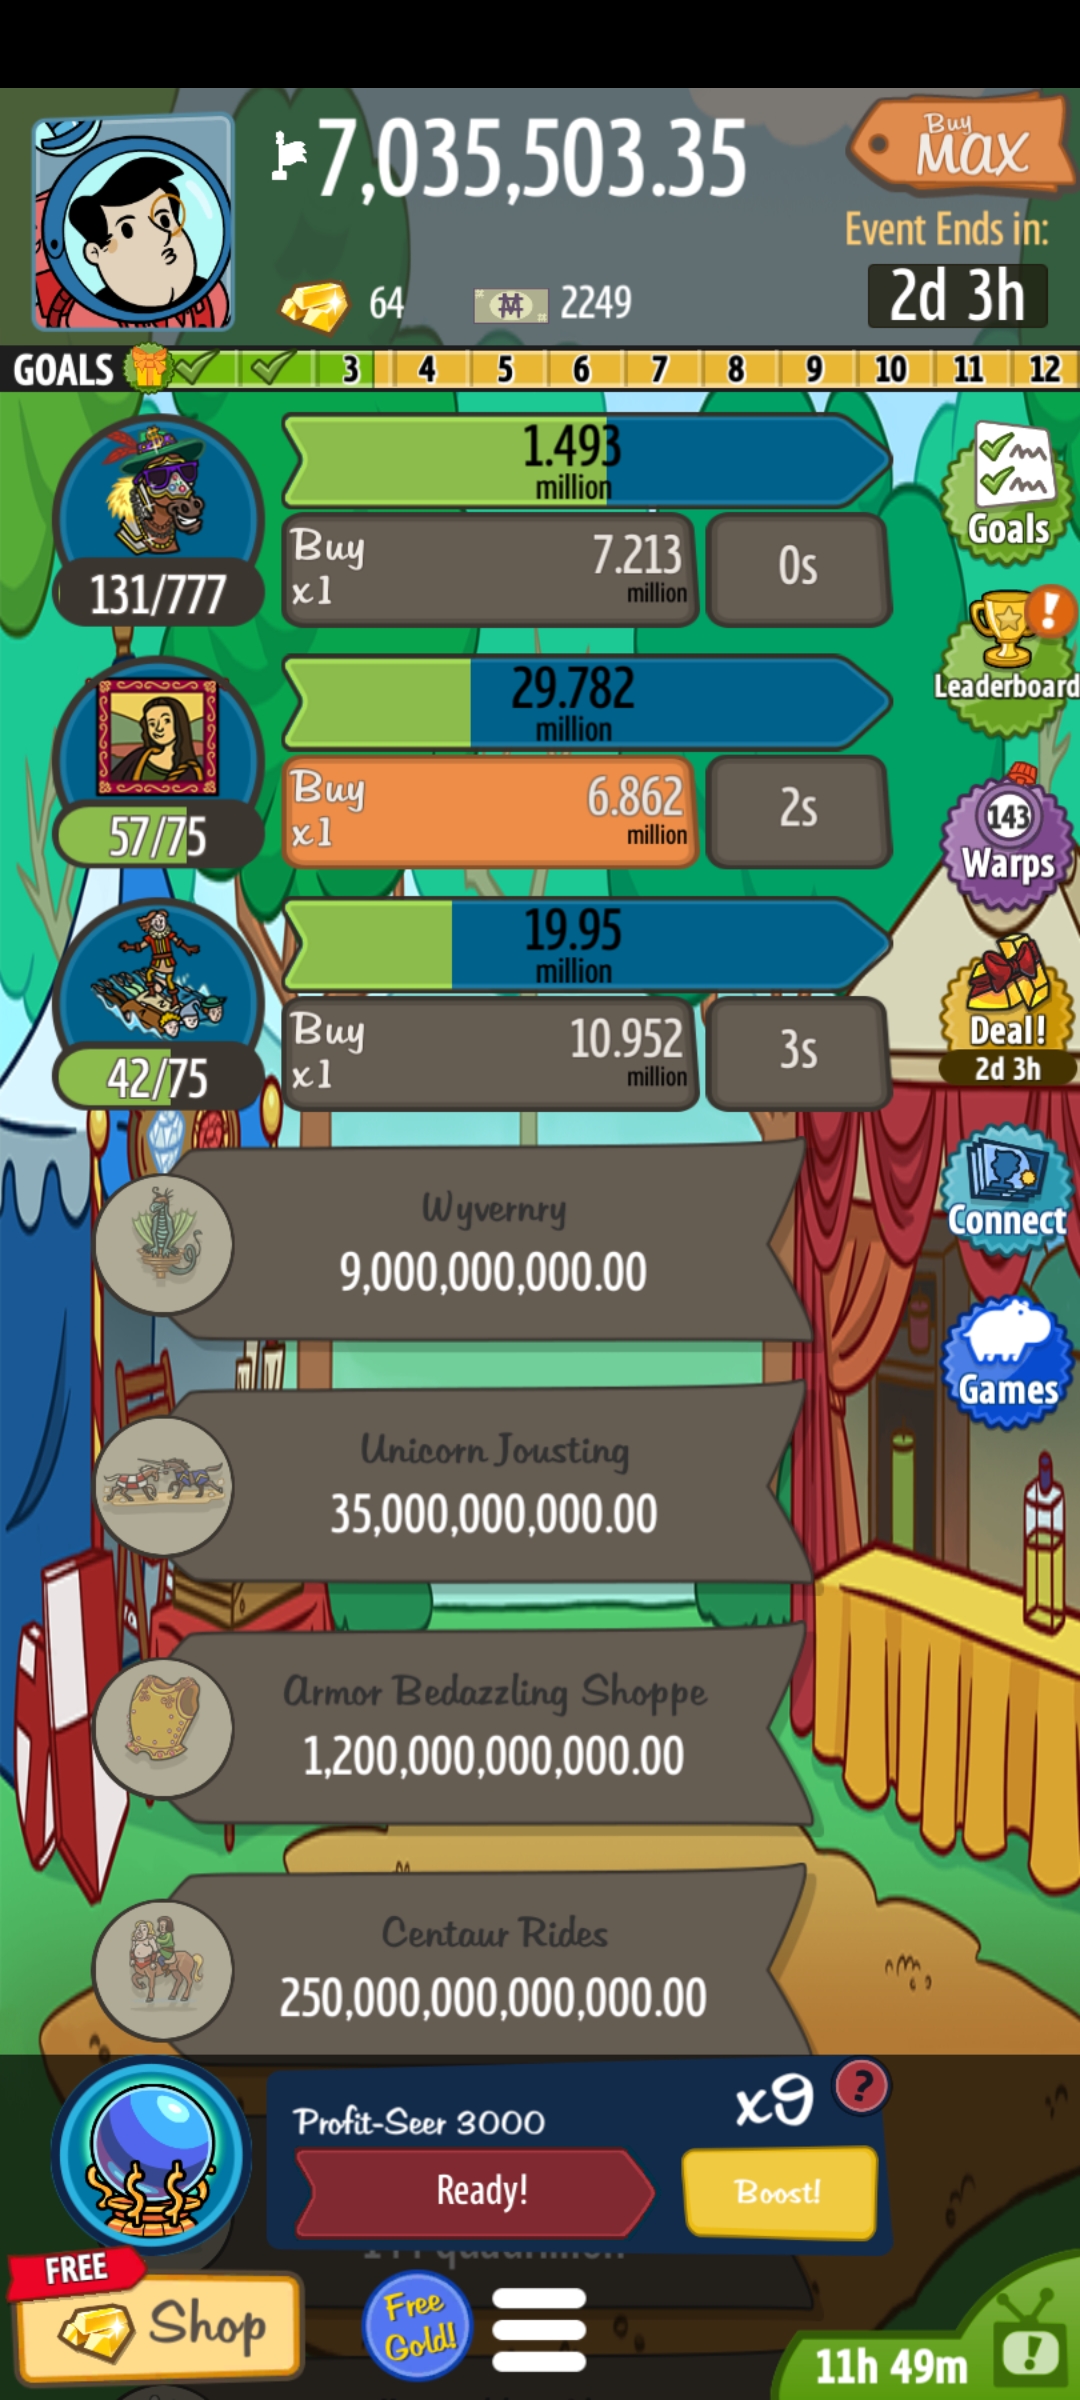 7,035,503.35
Buy
MAX
Event Ends in:
64
2249
2d 3h
GOALS
3 4 5 6 7 8 9 10 11 12
1.493
million
Buy
x1
7.213
million
0s
131/777
Goals
Leaderboard
29.782
million
Buy
x1
6.862
million
2s
57/75
143
Warps
19.95
million
Buy
x1
10.952
million
3s
42/75
Deal!
2d 3h
Wyvernry
9,000,000,000.00
Connect
Unicorn Jousting
35,000,000,000.00
Games
Armor Bedazzling Shoppe
1,200,000,000,000.00
Centaur Rides
250,000,000,000,000.00
Profit-Seer 3000
x9
?
Ready!
Boost!
FREE
Shop
Free
Gold!
11h 49m